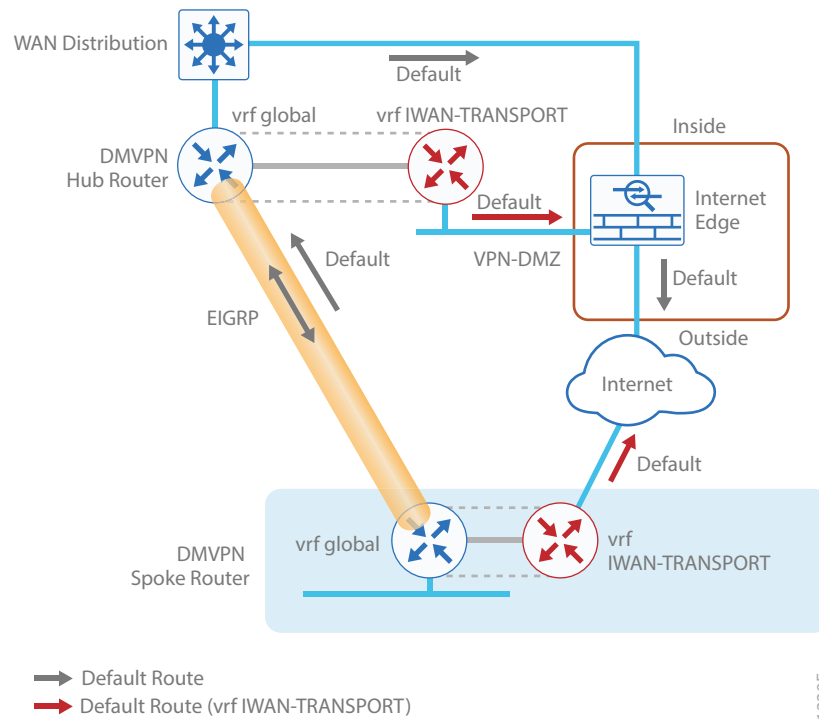 WAN Distribution
Default
vrf global
vrf IWAN-TRANSPORT
Inside
DMVPN
Hub Router
Default
Internet
Edge
VPN-DMZ
Default
Default
EIGRP
Outside
Internet
Default
DMVPN
Spoke Router
vrf global
vrf
IWAN-TRANSPORT
Default Route
Default Route (vrf IWAN-TRANSPORT)